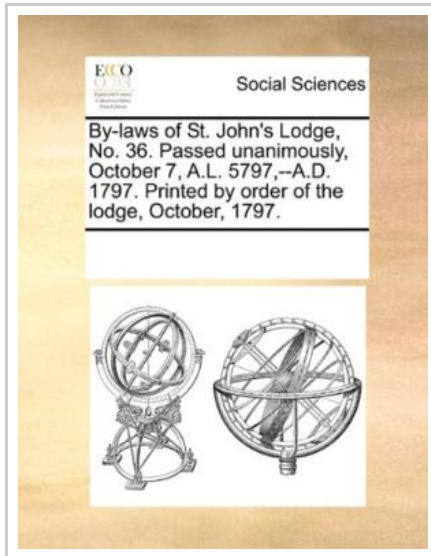 ECCO
Social Sciences
By-laws of St. John's Lodge,
No. 36. Passed unanimously,
October 7, A.L. 5797,--A.D.
1797. Printed by order of the
lodge, October, 1797.